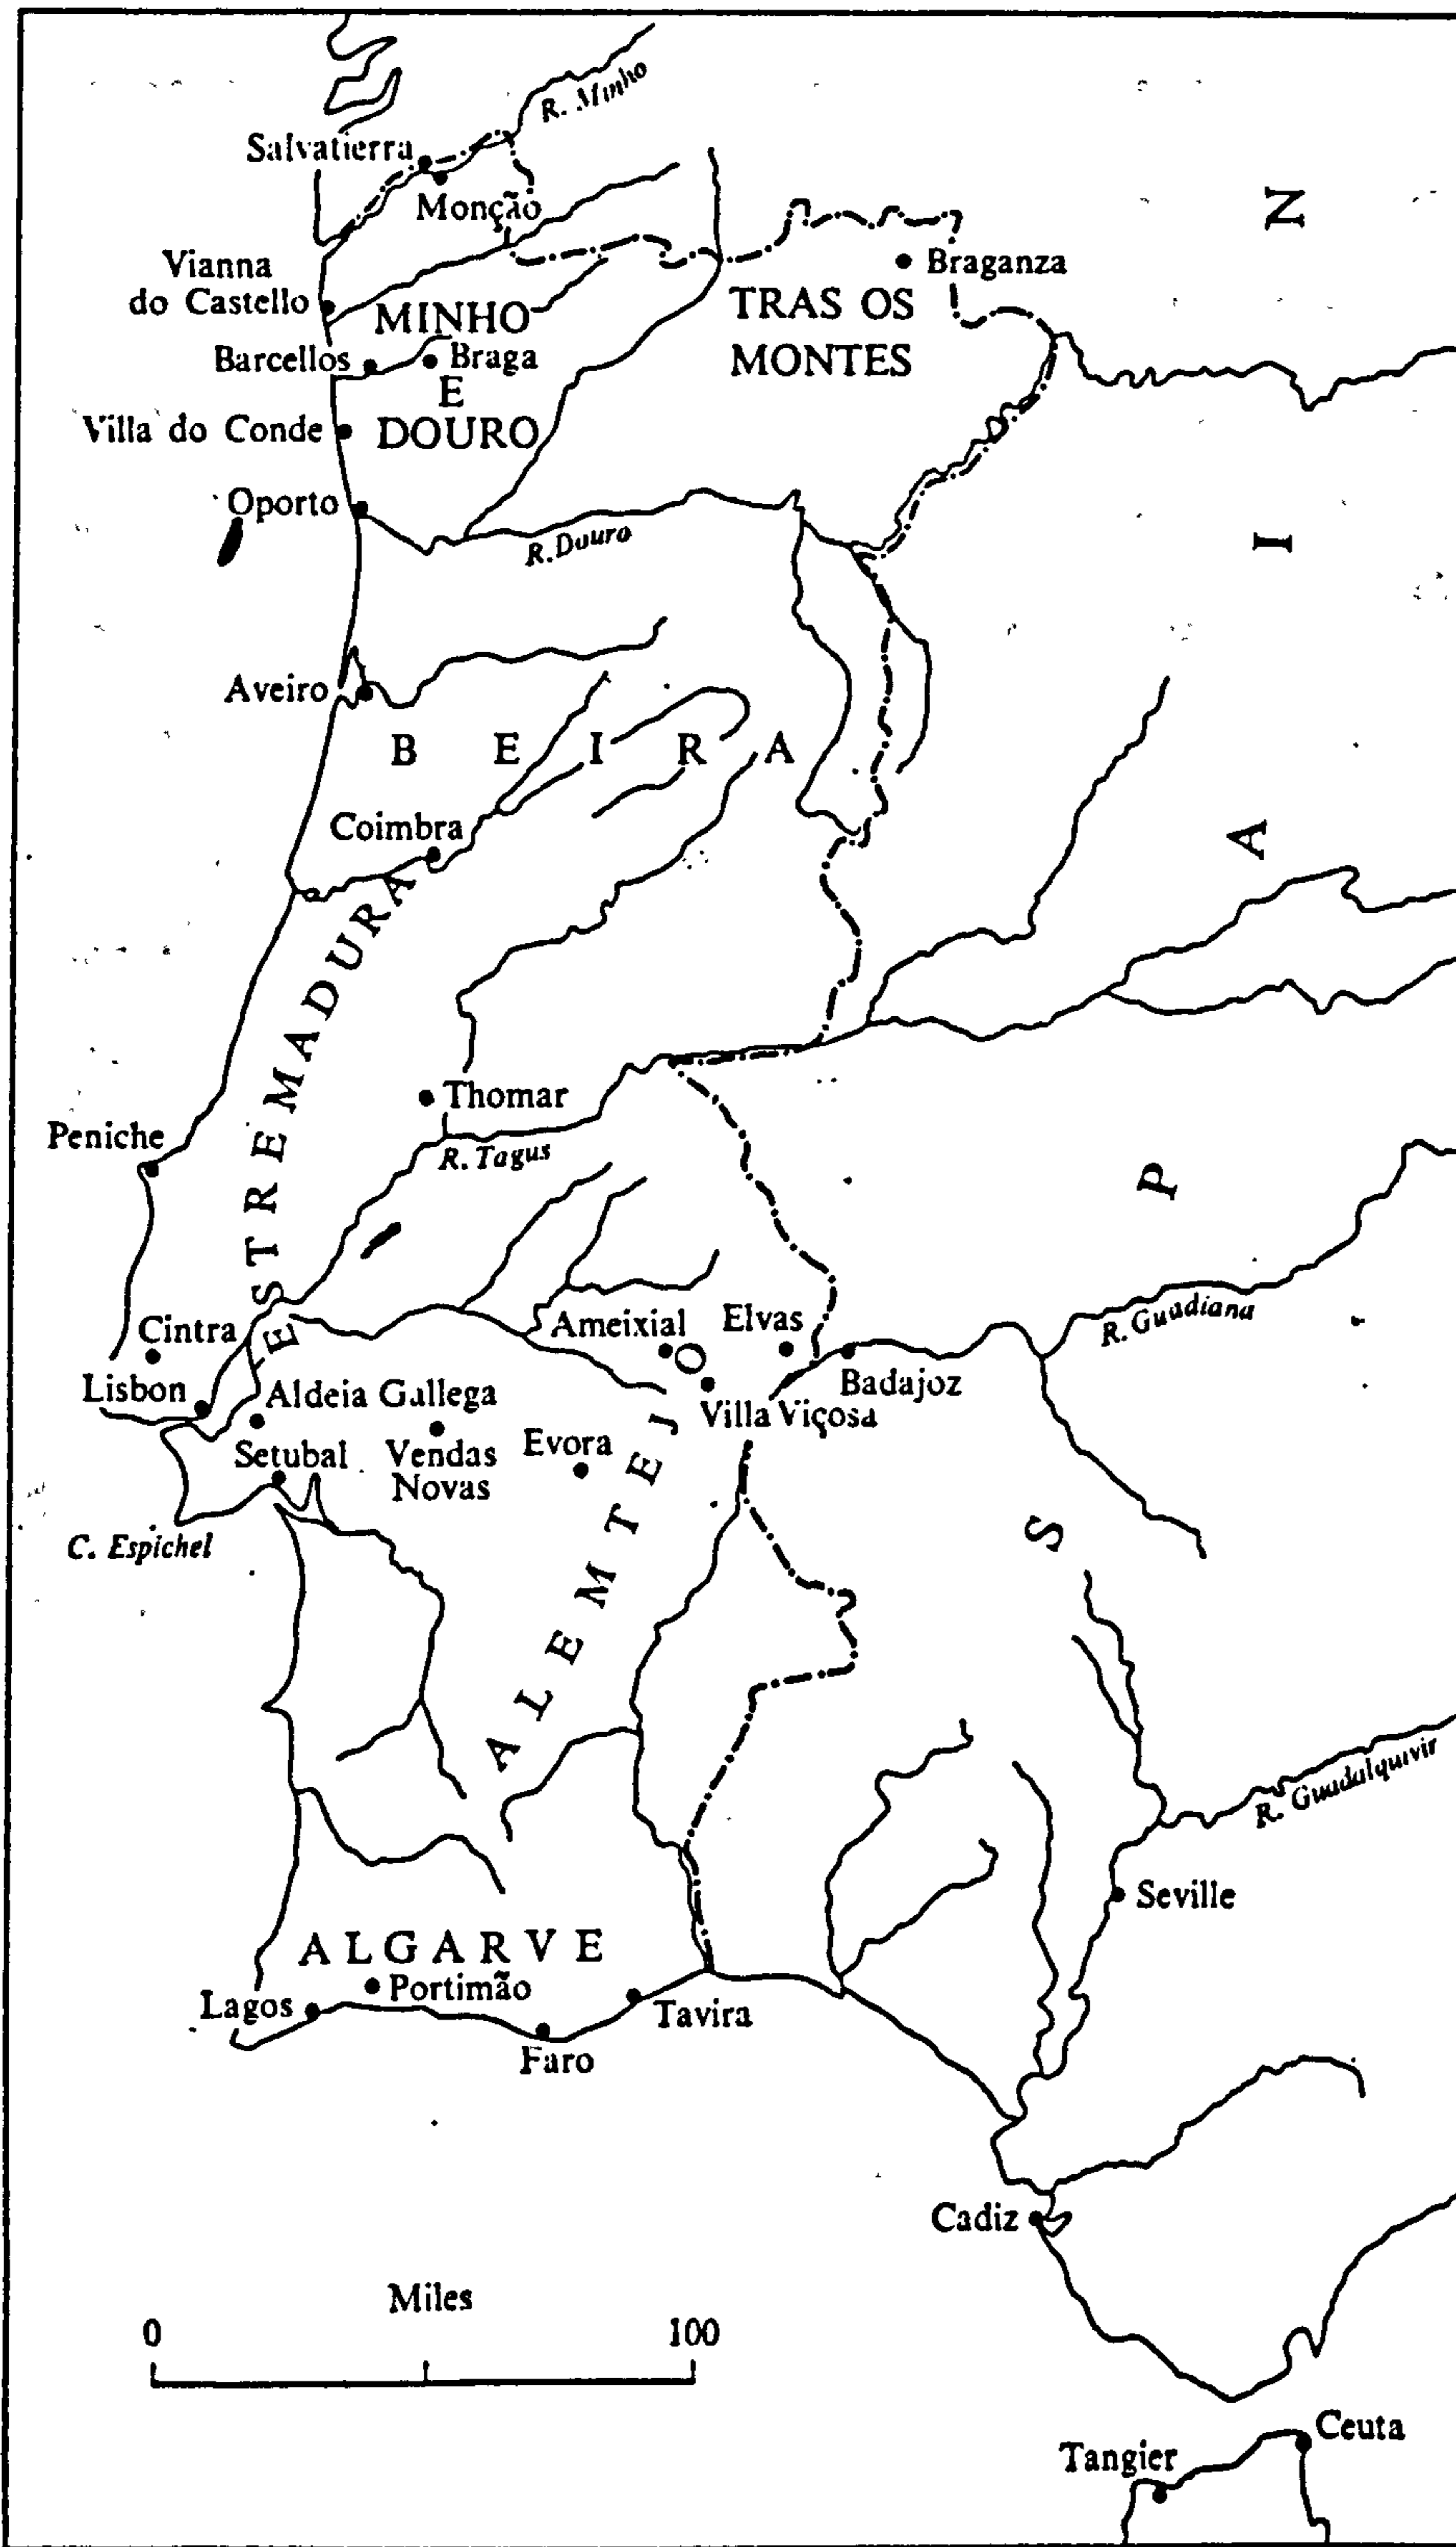 R. Minho
Salvatierra
Monção
Vianna
do Castello
Braganza
MINHO
E
DOURO
TRAS OS
MONTES
Barcellos
Braga
Villa do Conde
Oporto
R. Douro
Aveiro
BEIRA
Coimbra
ESTREMADURA
Thomar
Peniche
R. Tagus
SPAIN
Cintra
Ameixial
Elvas
R. Guadiana
Lisbon
Aldeia Gallega
Badajoz
Villa Viçosa
Setubal
Vendas
Novas
Evora
ALEMTEJO
C. Espichel
R. Guadalquivir
Seville
ALGARVE
Portimão
Lagos
Tavira
Faro
Cadiz
Miles
0 100
Ceuta
Tangier